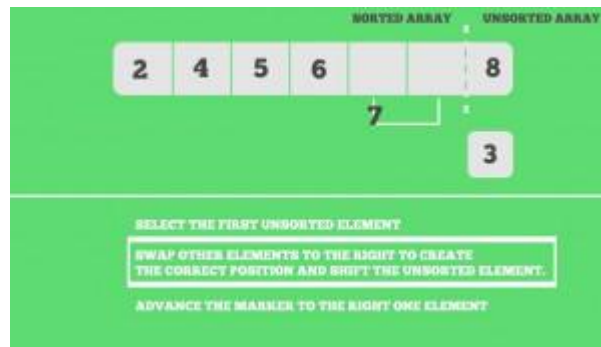 SORTED ARRAY UNSORTED ARRAY
2 4 5 6 8
7
3
SELECT THE FIRST UNSORTED ELEMENT
SWAP OTHER ELEMENTS TO THE RIGHT TO CREATE
THE CORRECT POSITION AND SHIFT THE UNSORTED ELEMENT.
ADVANCE THE MARKER TO THE RIGHT ONE ELEMENT